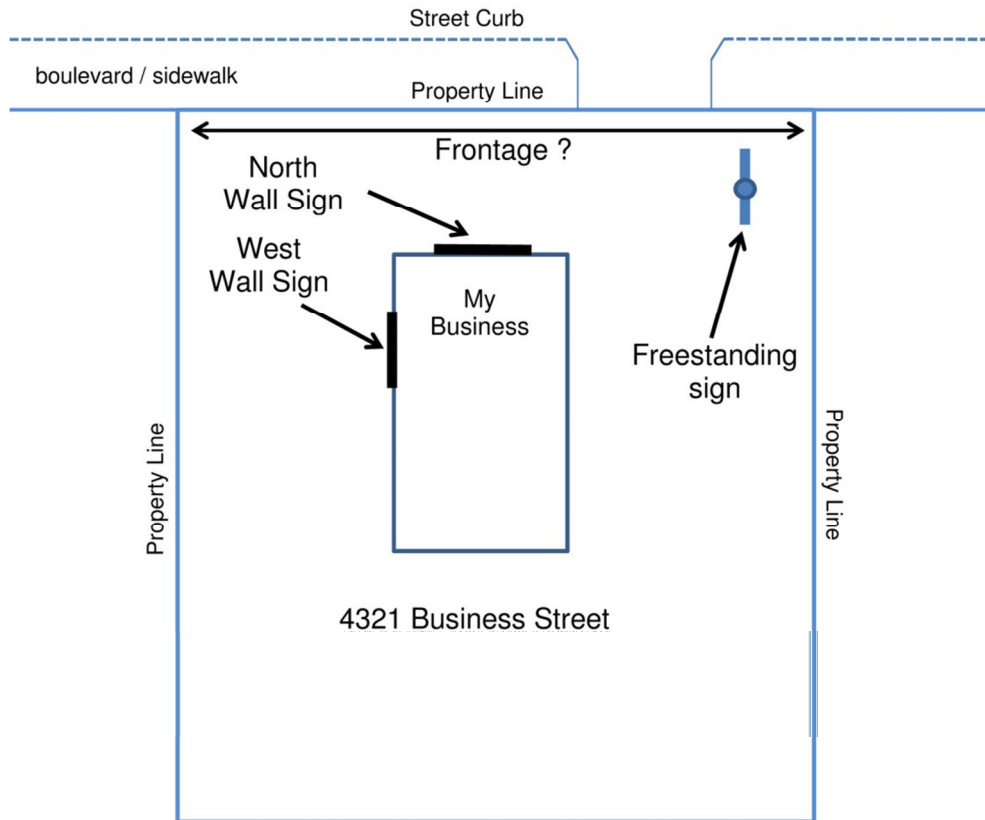 Street Curb
boulevard / sidewalk
Property Line
Frontage ?
North
Wall Sign
West
Wall Sign
My
Business
Freestanding
sign
Property Line
Property Line
4321 Business Street